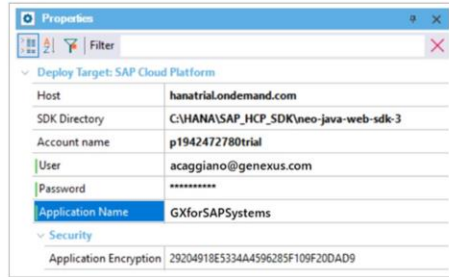 Properties
Filter
Deploy Target: SAP Cloud Platform
Host hanatrial.ondemand.com
SDK Directory C:\HANA\SAP_HCP_SDK\neo-java-web-sdk-3
Account name p1942472780trial
User acaggiano@genexus.com
Password **********
Application Name GXforSAPSystems
Security
Application Encryption 29204918E5334A4596285F109F20DAD9